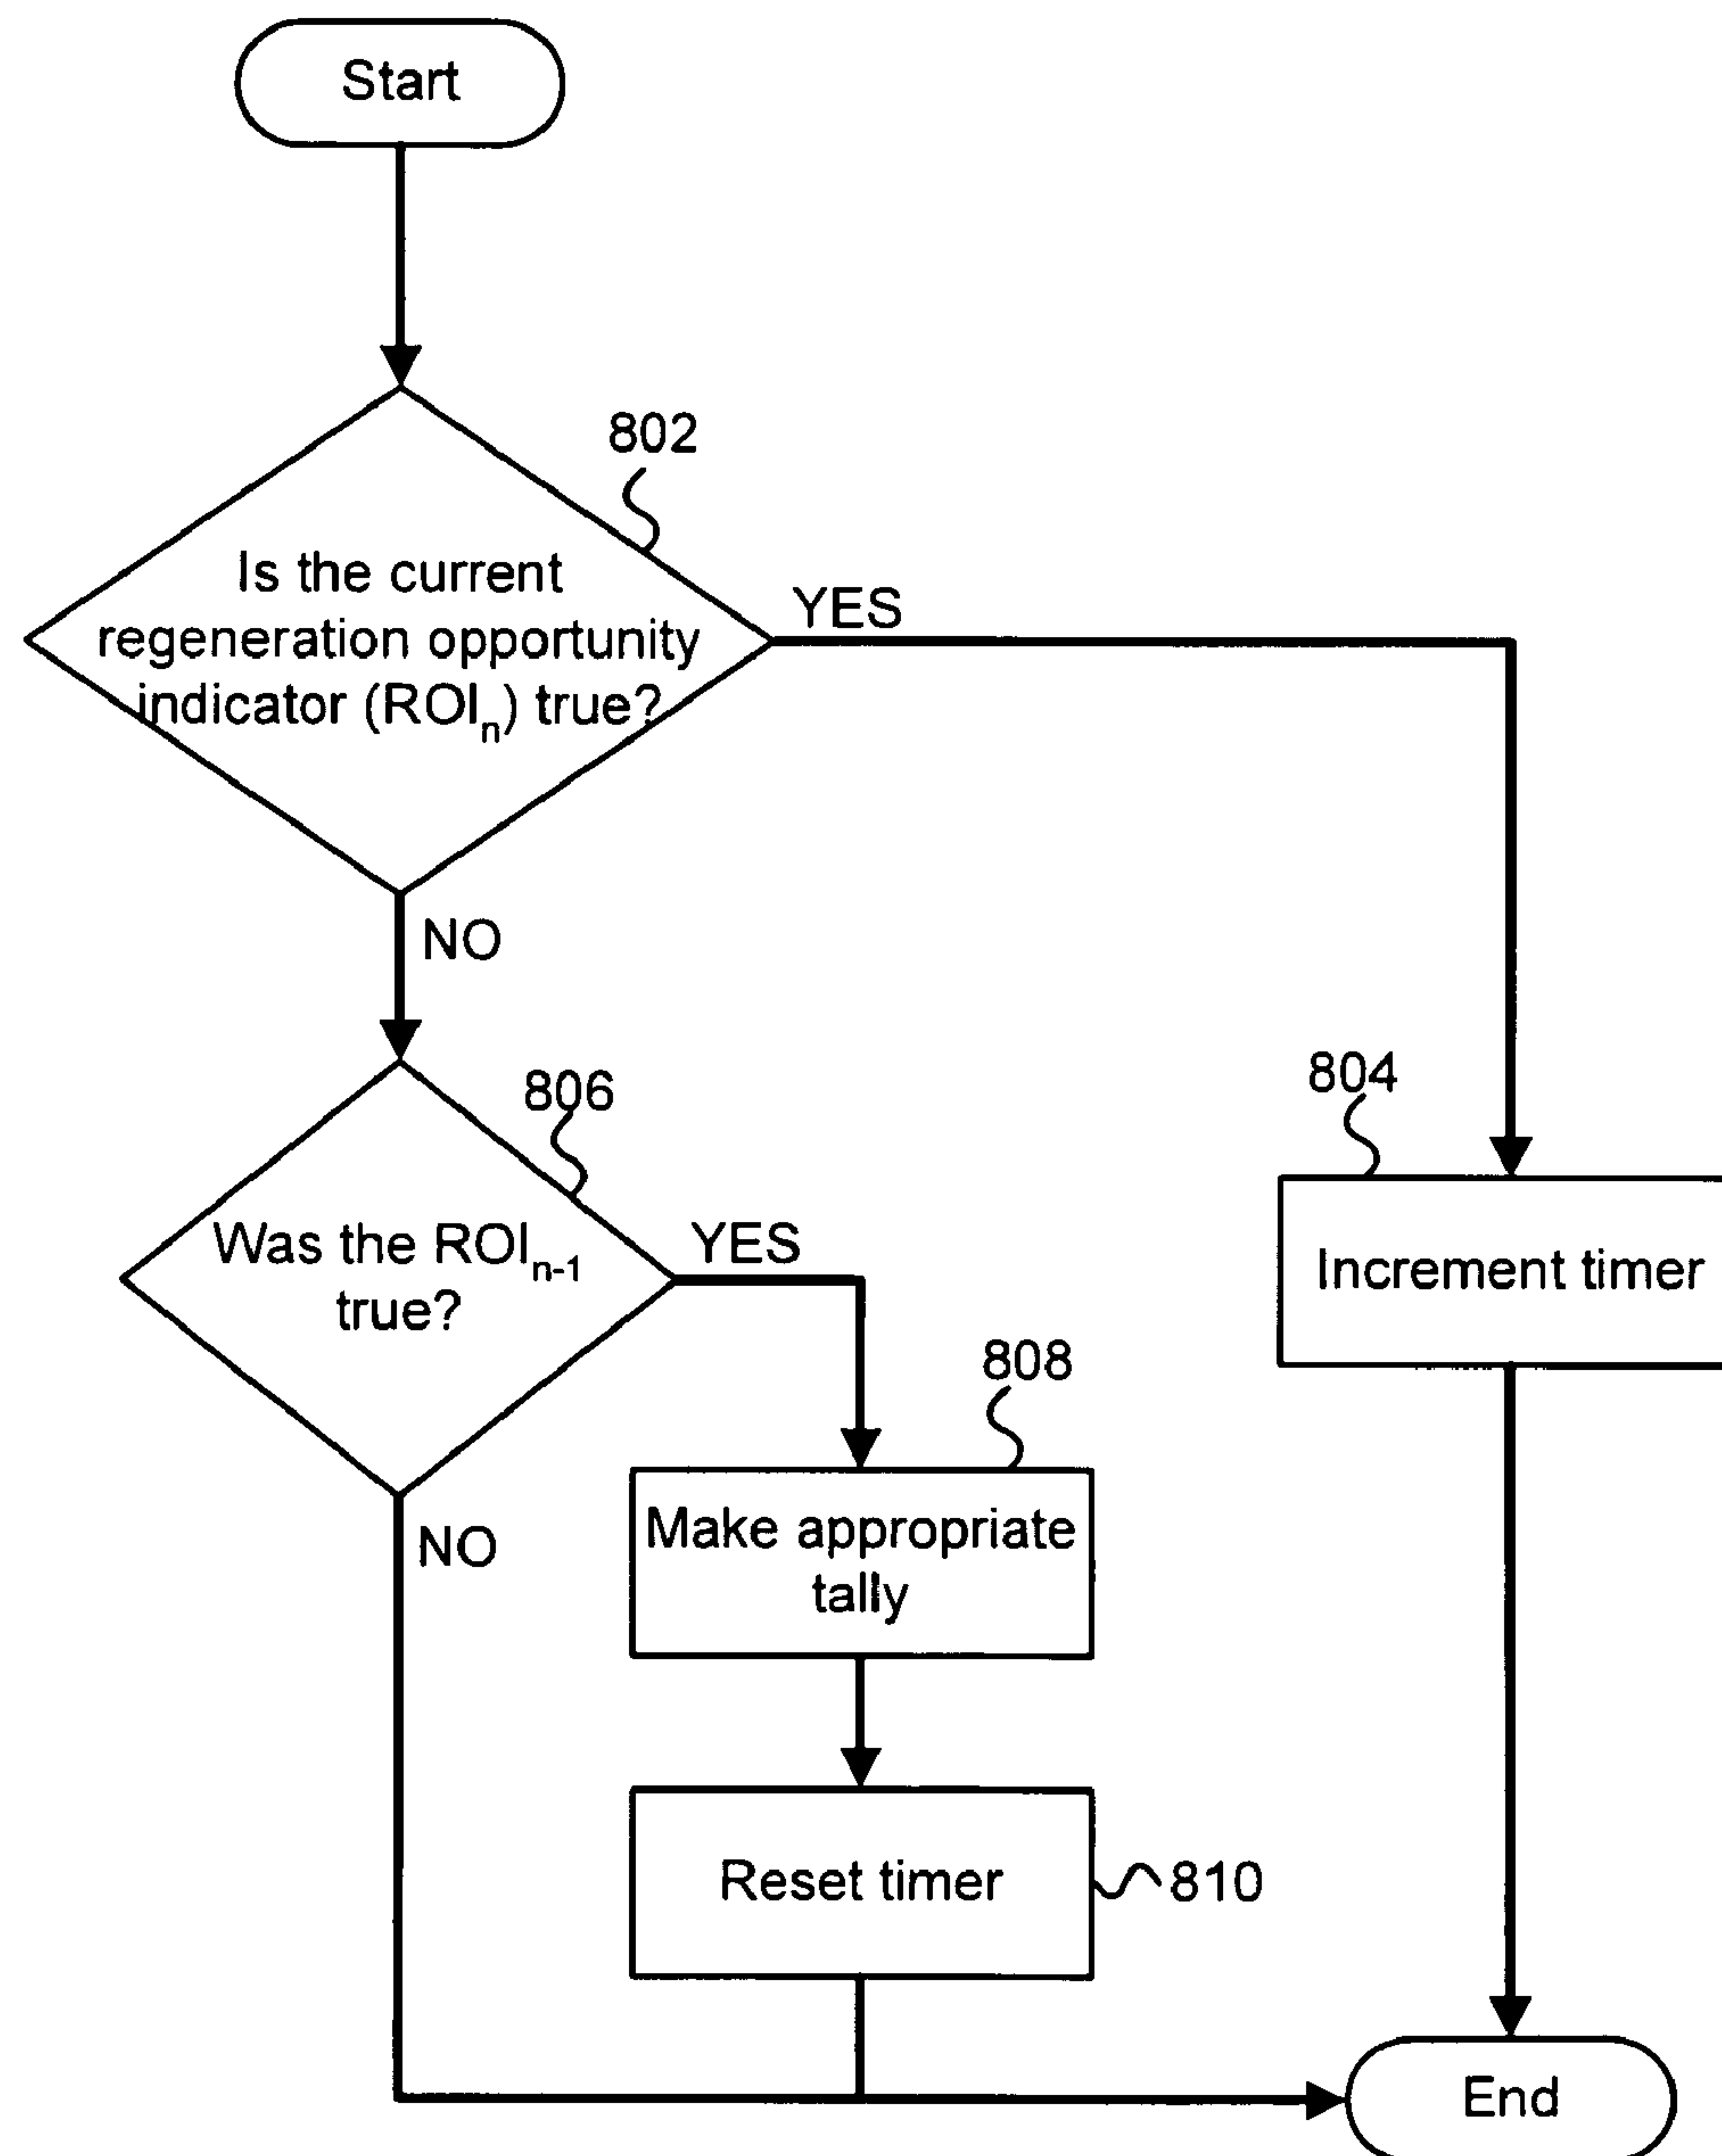 Start
802
Is the current
regeneration opportunity
indicator (ROIₙ) true?
YES
NO
806
804
Was the ROIₙ₋₁
true?
YES
Increment timer
808
NO
Make appropriate
tally
Reset timer
810
End